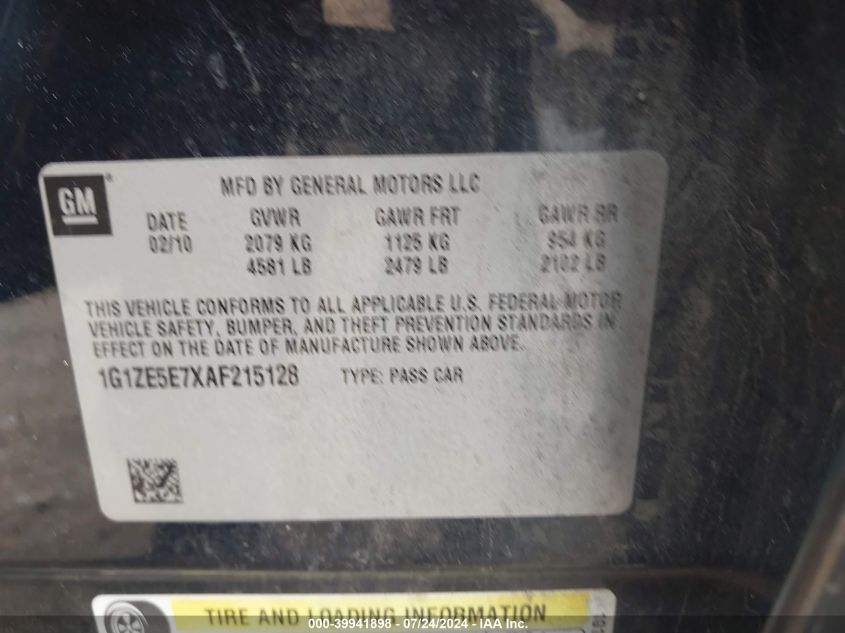 GM
MFD BY GENERAL MOTORS LLC
DATE GVWR GAWR FRT GAWR RR
02/10 2079 KG 1125 KG 954 KG
4581 LB 2479 LB 2102 LB
THIS VEHICLE CONFORMS TO ALL APPLICABLE U.S. FEDERAL MOTOR
VEHICLE SAFETY, BUMPER, AND THEFT PREVENTION STANDARDS IN
EFFECT ON THE DATE OF MANUFACTURE SHOWN ABOVE.
1G1ZE5E7XAF215128 TYPE: PASS CAR
TIRE AND LOADING INFORMATION
000-39941898 - 07/24/2024 - IAA Inc.